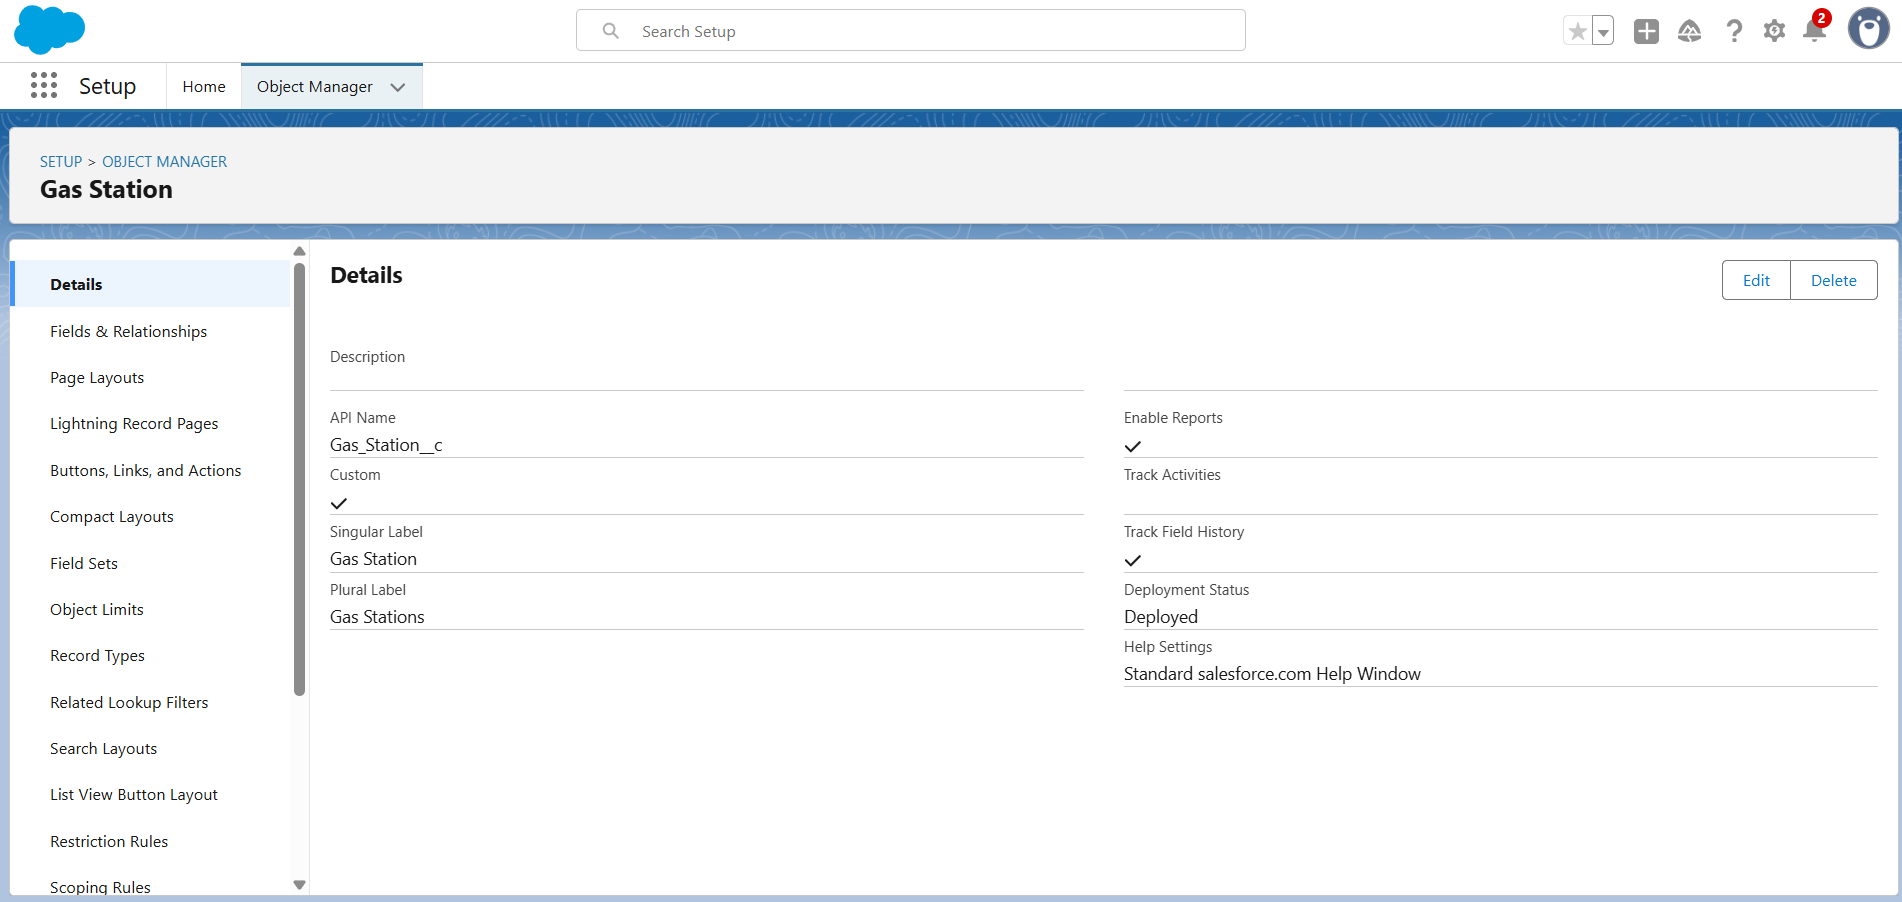 Search Setup
2
Setup
Home
Object Manager
SETUP > OBJECT MANAGER
Gas Station
Details
Fields & Relationships
Page Layouts
Lightning Record Pages
Buttons, Links, and Actions
Compact Layouts
Field Sets
Object Limits
Record Types
Related Lookup Filters
Search Layouts
List View Button Layout
Restriction Rules
Scoping Rules
Details
Edit
Delete
Description
API Name
Gas_Station__c
Custom
Singular Label
Gas Station
Plural Label
Gas Stations
Enable Reports
Track Activities
Track Field History
Deployment Status
Deployed
Help Settings
Standard salesforce.com Help Window